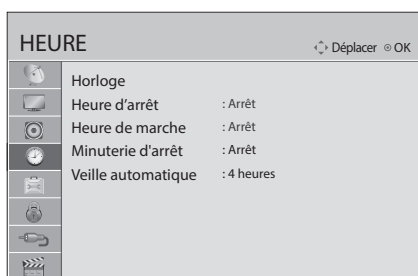 HEURE
Déplacer OK
Horloge
Heure d'arrêt : Arrêt
Heure de marche : Arrêt
Minuterie d'arrêt : Arrêt
Veille automatique : 4 heures